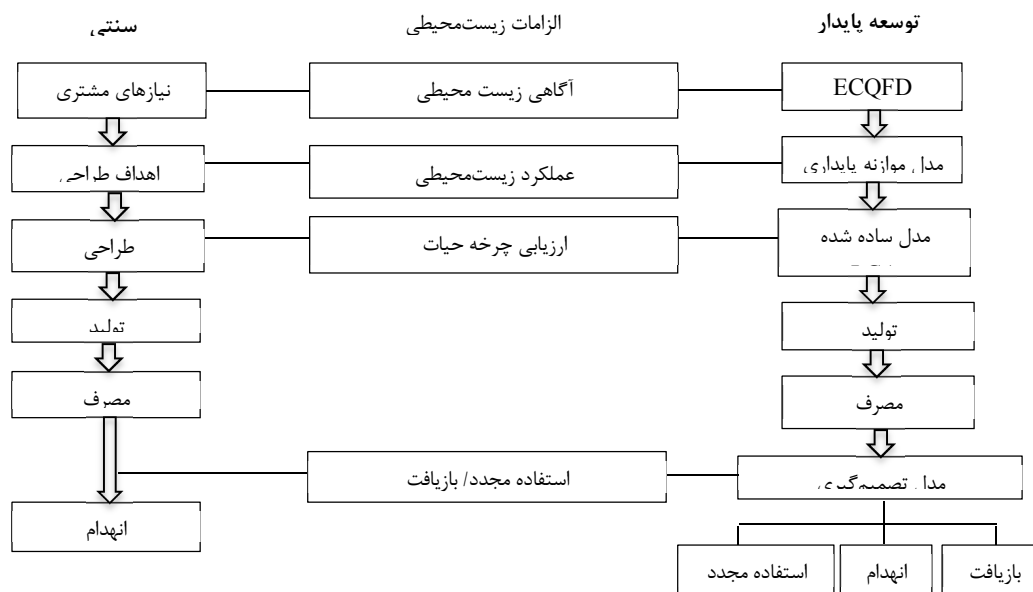 توسعه پایدار
الزامات زیست‌محیطی
سنتی
ECQFD
آگاهی زیست محیطی
نیازهای مشتری
مدل موازنه پایداری
عملکرد زیست‌محیطی
اهداف طراحی
مدل ساده شده
ارزیابی چرخه حیات
طراحی
تولید
تولید
مصرف
مصرف
مدل تصمیم‌گیری
استفاده مجدد/ بازیافت
انهدام
بازیافت
انهدام
استفاده مجدد